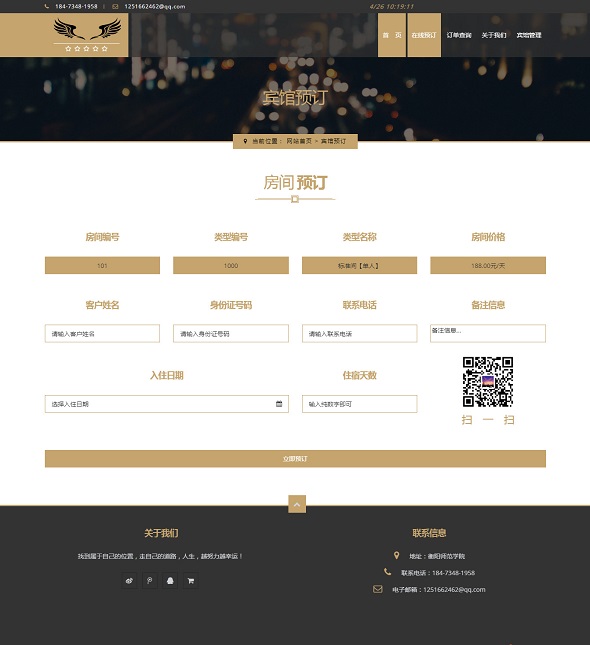 184-7348-1958 | 1251662462@qq.com 4/26 10:19:11
首 页 在线预订 订单查询 关于我们 宾馆管理
宾馆预订
当前位置： 网站首页 > 宾馆预订
房间 预订
房间编号 类型编号 类型名称 房间价格
101 1000 标准间【单人】 188.00元/天
客户姓名 身份证号码 联系电话 备注信息
请输入客户姓名 请输入身份证号码 请输入联系电话 备注信息...
入住日期 住宿天数
选择入住日期 输入纯数字即可
扫 一 扫
立即预订
关于我们 联系信息
找到属于自己的位置，走自己的道路，人生，越努力越幸运！ 地址：衡阳师范学院
联系电话：184-7348-1958
电子邮箱：1251662462@qq.com